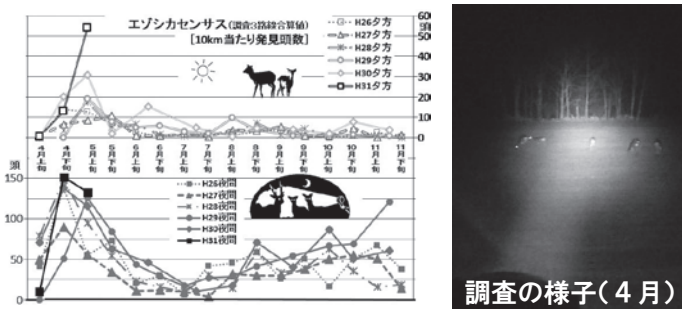 エゾシカセンサス(調査3路線合算値)
[10km当たり発見頭数]
H26夕方
H27夕方
H28夕方
H29夕方
H30夕方
H31夕方
600
頭
500
400
300
200
100
0
4月上旬
4月下旬
5月上旬
5月下旬
6月上旬
6月下旬
7月上旬
7月下旬
8月上旬
8月下旬
9月上旬
9月下旬
10月上旬
10月下旬
11月上旬
11月下旬
頭
150
100
50
0
H26夜間
H27夜間
H28夜間
H29夜間
H30夜間
H31夜間
調査の様子(4月)